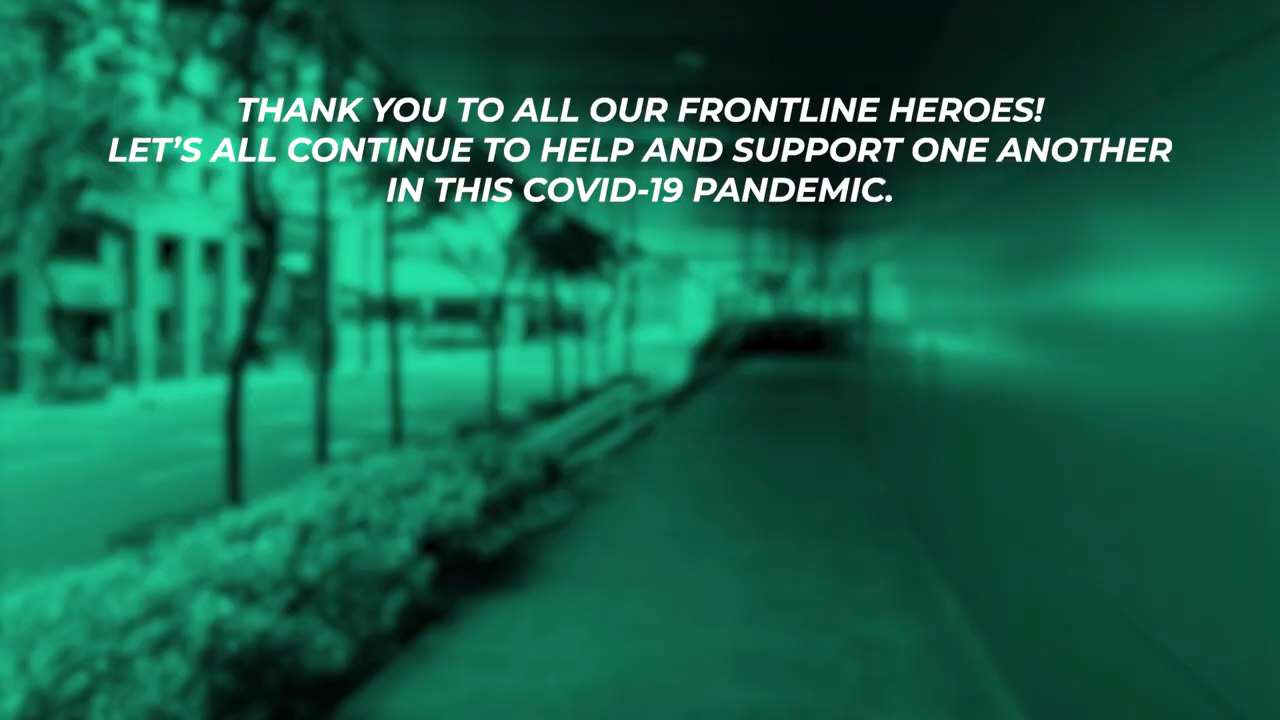 THANK YOU TO ALL OUR FRONTLINE HEROES!
LET’S ALL CONTINUE TO HELP AND SUPPORT ONE ANOTHER
IN THIS COVID-19 PANDEMIC.